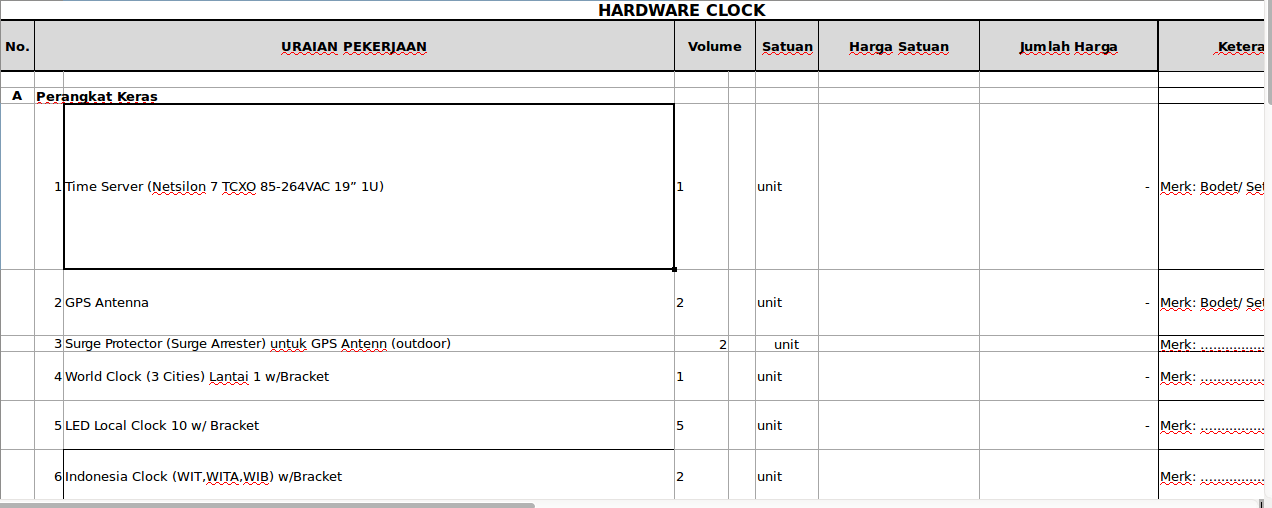 HARDWARE CLOCK
No. URAIAN PEKERJAAN Volume Satuan Harga Satuan Jumlah Harga Ketera
A Perangkat Keras
1 Time Server (Netsilon 7 TCXO 85-264VAC 19” 1U) 1 unit - Merk: Bodet/ Set
2 GPS Antenna 2 unit - Merk: Bodet/ Set
3 Surge Protector (Surge Arrester) untuk GPS Antenn (outdoor) 2 unit Merk: ................
4 World Clock (3 Cities) Lantai 1 w/Bracket 1 unit - Merk: ................
5 LED Local Clock 10 w/ Bracket 5 unit - Merk: ................
6 Indonesia Clock (WIT,WITA,WIB) w/Bracket 2 unit Merk: ................